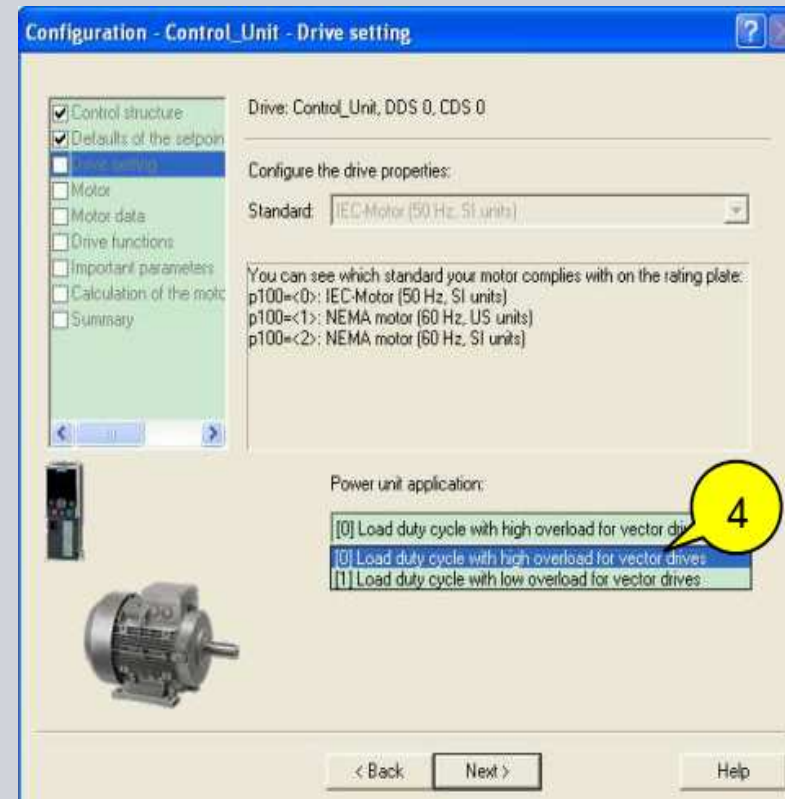 Configuration - Control_Unit - Drive setting
Control structure
Defaults of the setpoin
Drive setting
Motor
Motor data
Drive functions
Important parameters
Calculation of the moto
Summary
Drive: Control_Unit, DDS 0, CDS 0
Configure the drive properties:
Standard: IEC-Motor (50 Hz, SI units)
You can see which standard your motor complies with on the rating plate:
p100=<0>: IEC-Motor (50 Hz, SI units)
p100=<1>: NEMA motor (60 Hz, US units)
p100=<2>: NEMA motor (60 Hz, SI units)
Power unit application:
[0] Load duty cycle with high overload for vector
[0] Load duty cycle with high overload for vector drives
[1] Load duty cycle with low overload for vector drives
4
< Back Next > Help